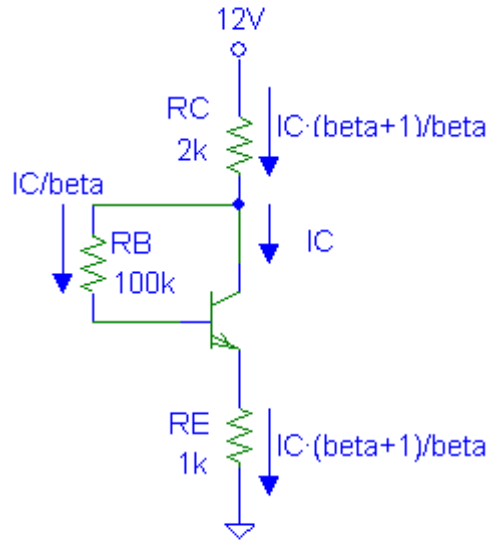 12V
RC
2k
IC·(beta+1)/beta
IC/beta
RB
100k
IC
RE
1k
IC·(beta+1)/beta